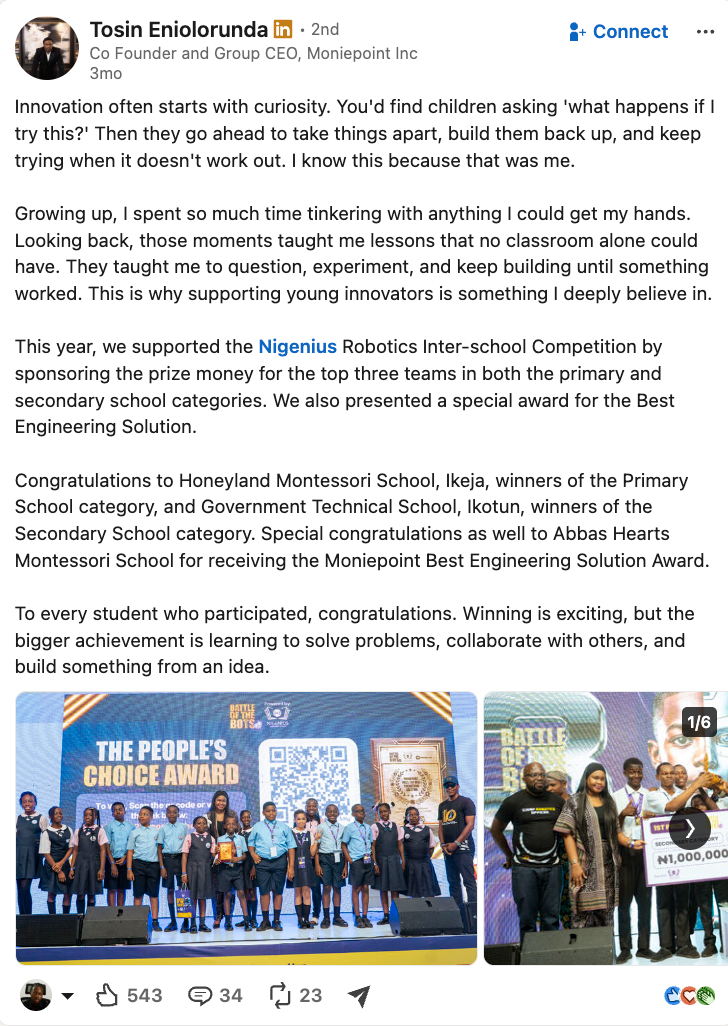 Tosin Eniolorunda in • 2nd
Connect
Co Founder and Group CEO, Moniepoint Inc
3mo
Innovation often starts with curiosity. You'd find children asking 'what happens if I
try this?' Then they go ahead to take things apart, build them back up, and keep
trying when it doesn't work out. I know this because that was me.
Growing up, I spent so much time tinkering with anything I could get my hands.
Looking back, those moments taught me lessons that no classroom alone could
have. They taught me to question, experiment, and keep building until something
worked. This is why supporting young innovators is something I deeply believe in.
This year, we supported the Nigenius Robotics Inter-school Competition by
sponsoring the prize money for the top three teams in both the primary and
secondary school categories. We also presented a special award for the Best
Engineering Solution.
Congratulations to Honeyland Montessori School, Ikeja, winners of the Primary
School category, and Government Technical School, Ikotun, winners of the
Secondary School category. Special congratulations as well to Abbas Hearts
Montessori School for receiving the Moniepoint Best Engineering Solution Award.
To every student who participated, congratulations. Winning is exciting, but the
bigger achievement is learning to solve problems, collaborate with others, and
build something from an idea.
BATTLE
OF THE
BOTS
THE PEOPLE'S
CHOICE AWARD
BATTLE
OF
1/6
₦1,000,000
543
34
23